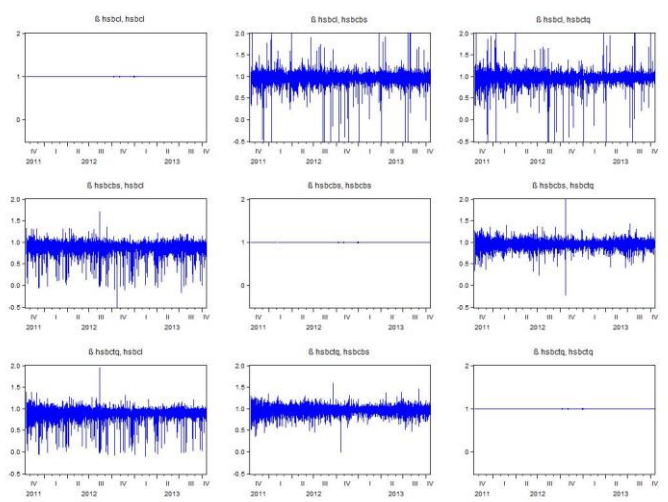 ß hsbcl, hsbcl
ß hsbcl, hsbcbs
ß hsbcl, hsbctq
2
1
0
IV I II III IV I II III IV
2011 2012 2013
2.0
1.5
1.0
0.5
0.0
-0.5
IV I II III IV I II III IV
2011 2012 2013
2.0
1.5
1.0
0.5
0.0
-0.5
IV I II III IV I II III IV
2011 2012 2013
ß hsbcbs, hsbcl
ß hsbcbs, hsbcbs
ß hsbcbs, hsbctq
2.0
1.5
1.0
0.5
0.0
-0.5
IV I II III IV I II III IV
2011 2012 2013
2
1
0
IV I II III IV I II III IV
2011 2012 2013
2.0
1.5
1.0
0.5
0.0
-0.5
IV I II III IV I II III IV
2011 2012 2013
ß hsbctq, hsbcl
ß hsbctq, hsbcbs
ß hsbctq, hsbctq
2.0
1.5
1.0
0.5
0.0
-0.5
IV I II III IV I II III IV
2011 2012 2013
2.0
1.5
1.0
0.5
0.0
-0.5
IV I II III IV I II III IV
2011 2012 2013
2
1
0
IV I II III IV I II III IV
2011 2012 2013